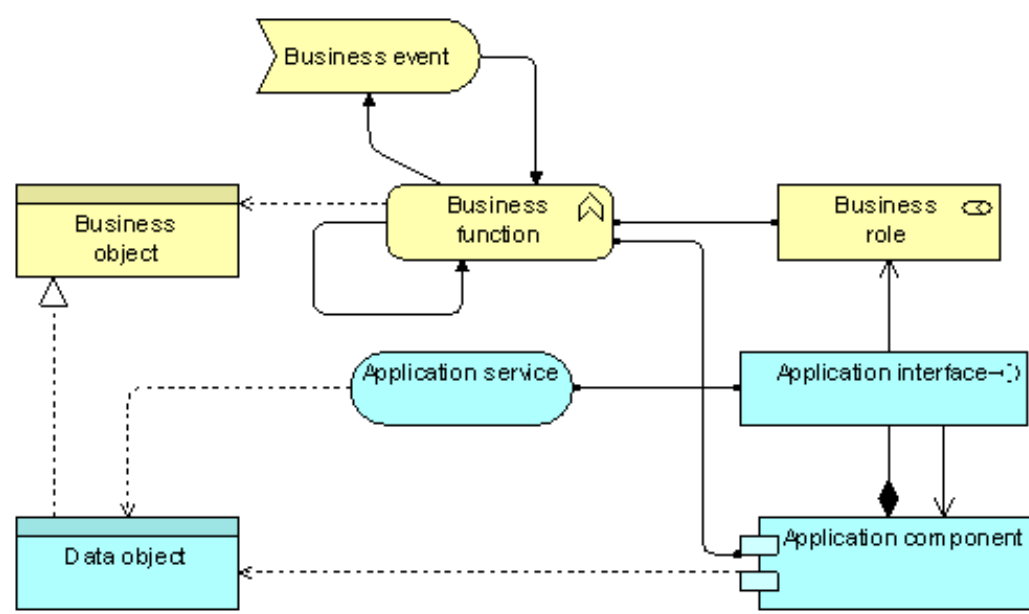 Business event
Business
object
Business
function
Business
role
Application service
Application interface
Data object
Application component